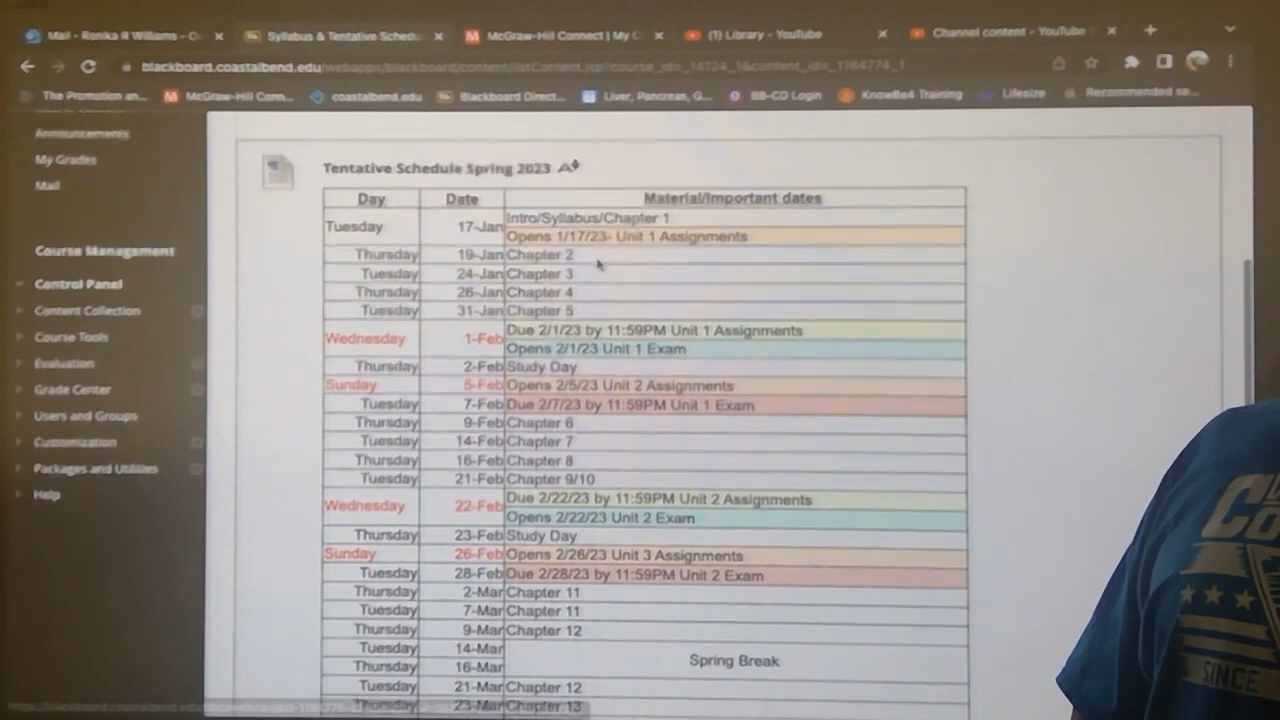 Mail - Ronika R Williams - O
Syllabus & Tentative Sched
McGraw-Hill Connect | My C
(1) Library - YouTube
Channel content - YouTube
blackboard.coastalbend.edu/webapps/blackboard/content/listContent.jsp?course_id=_14124_1&content_id=_1184774_1
The Promotion an...
McGraw-Hill Conn...
coastalbend.edu
Blackboard Direct...
Liver, Pancreas, G...
BB-CD Login
KnowBe4 Training
Lifesize
Recommended se...
Announcements
My Grades
Mail
Course Management
Control Panel
Content Collection
Course Tools
Evaluation
Grade Center
Users and Groups
Customization
Packages and Utilities
Help
Tentative Schedule Spring 2023
Day Date Material/Important dates
Tuesday 17-Jan Intro/Syllabus/Chapter 1
Opens 1/17/23- Unit 1 Assignments
Thursday 19-Jan Chapter 2
Tuesday 24-Jan Chapter 3
Thursday 26-Jan Chapter 4
Tuesday 31-Jan Chapter 5
Wednesday 1-Feb Due 2/1/23 by 11:59PM Unit 1 Assignments
Opens 2/1/23 Unit 1 Exam
Thursday 2-Feb Study Day
Sunday 5-Feb Opens 2/5/23 Unit 2 Assignments
Tuesday 7-Feb Due 2/7/23 by 11:59PM Unit 1 Exam
Thursday 9-Feb Chapter 6
Tuesday 14-Feb Chapter 7
Thursday 16-Feb Chapter 8
Tuesday 21-Feb Chapter 9/10
Wednesday 22-Feb Due 2/22/23 by 11:59PM Unit 2 Assignments
Opens 2/22/23 Unit 2 Exam
Thursday 23-Feb Study Day
Sunday 26-Feb Opens 2/26/23 Unit 3 Assignments
Tuesday 28-Feb Due 2/28/23 by 11:59PM Unit 2 Exam
Thursday 2-Mar Chapter 11
Tuesday 7-Mar Chapter 11
Thursday 9-Mar Chapter 12
Tuesday 14-Mar Spring Break
Thursday 16-Mar
Tuesday 21-Mar Chapter 12
Thursday 23-Mar Chapter 13
SINCE